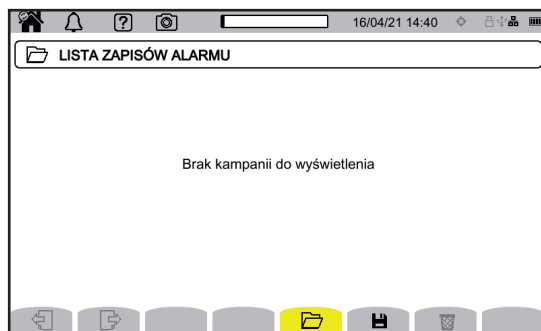 16/04/21 14:40
LISTA ZAPISÓW ALARMU
Brak kampanii do wyświetlenia